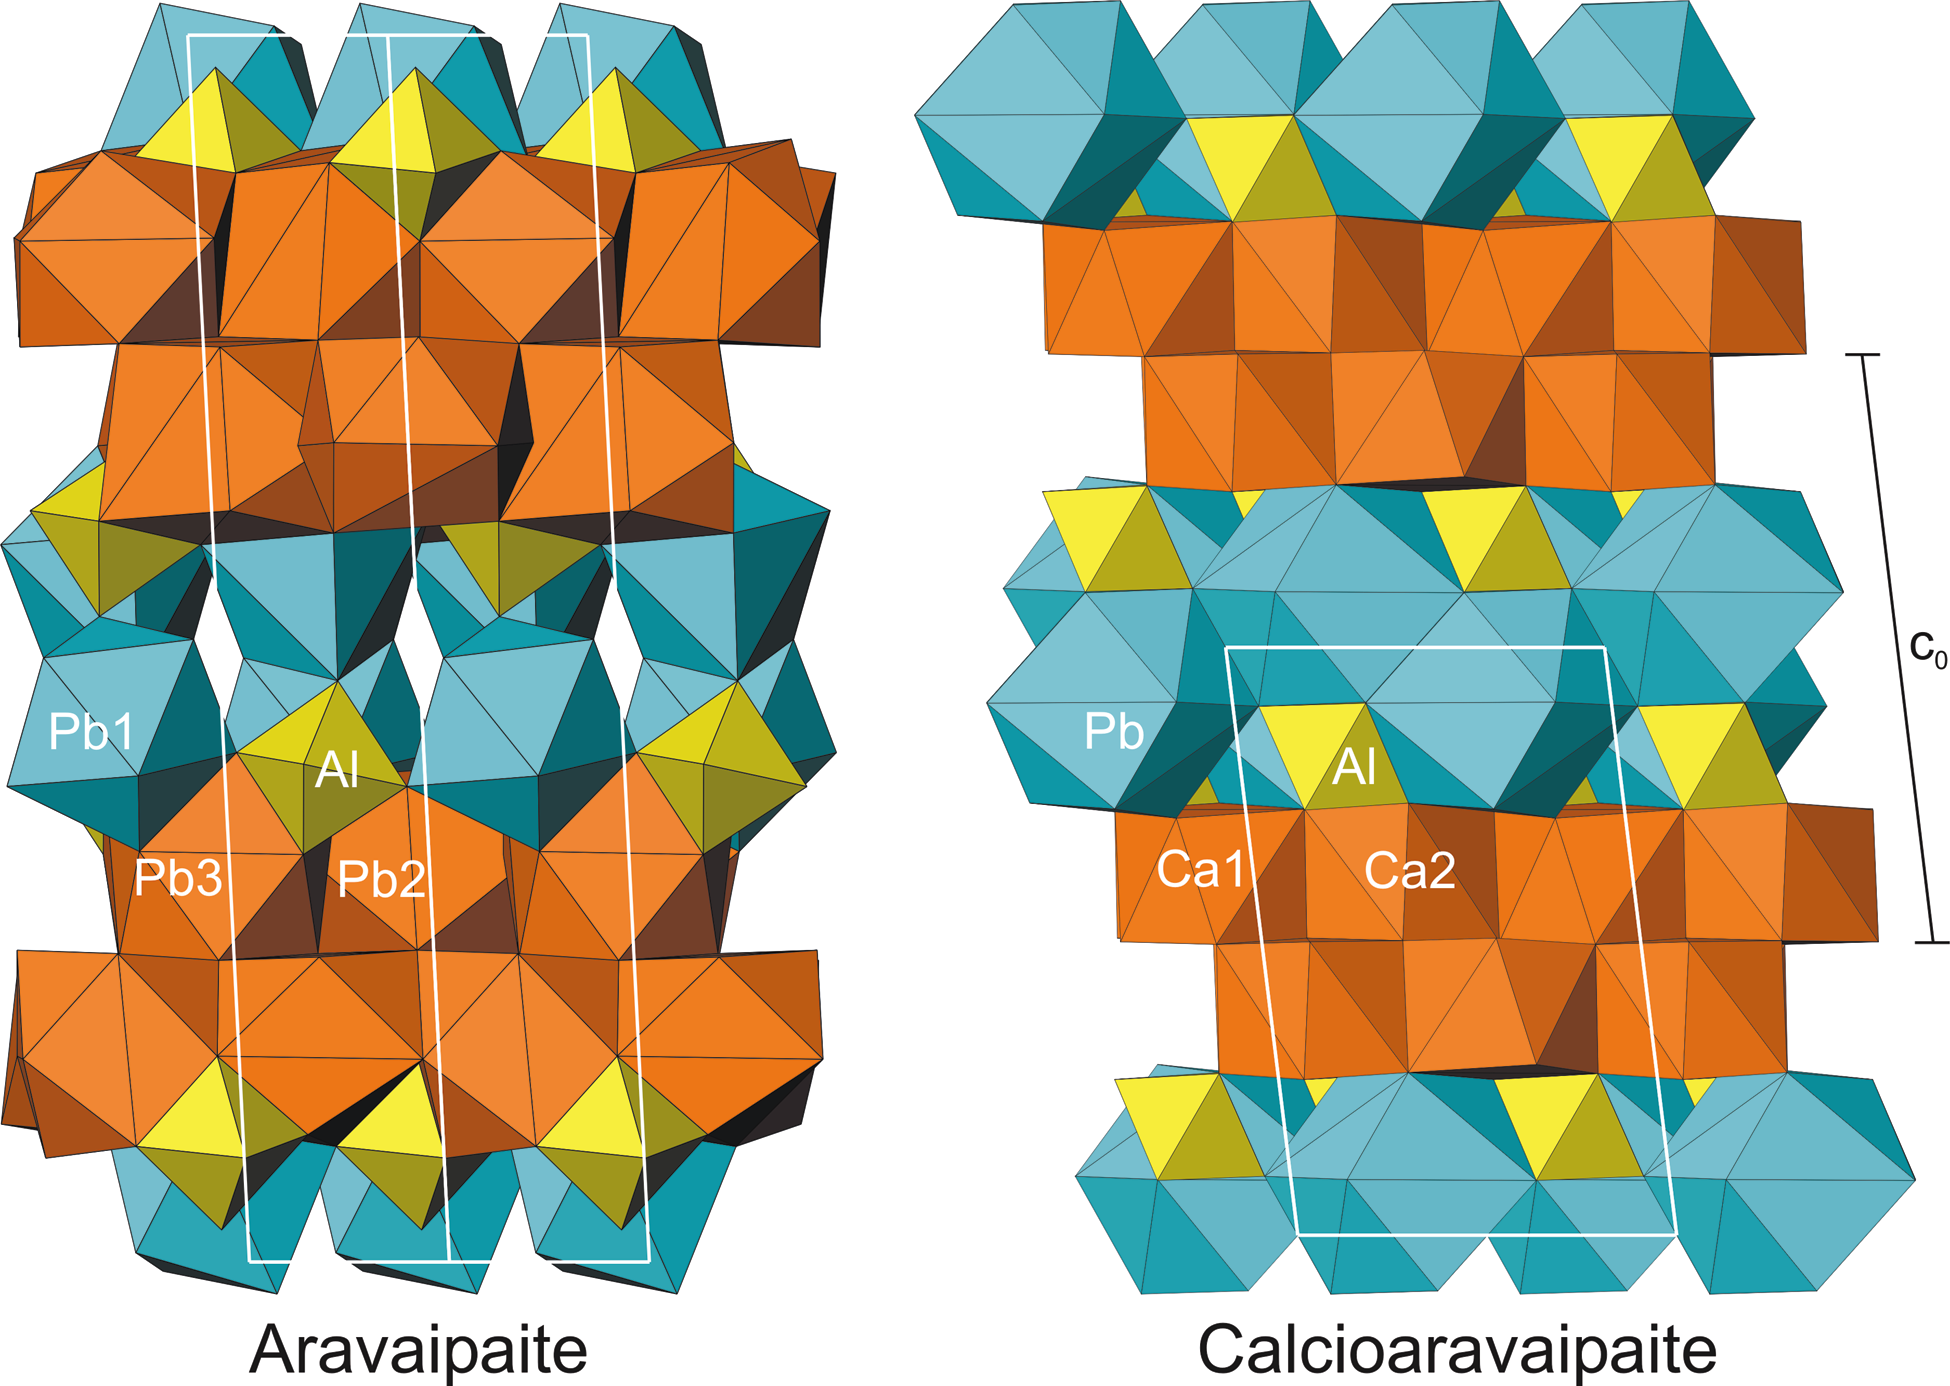 c₀
Pb1
Al
Pb
Al
Pb3
Pb2
Ca1
Ca2
Aravaipaite
Calcioaravaipaite